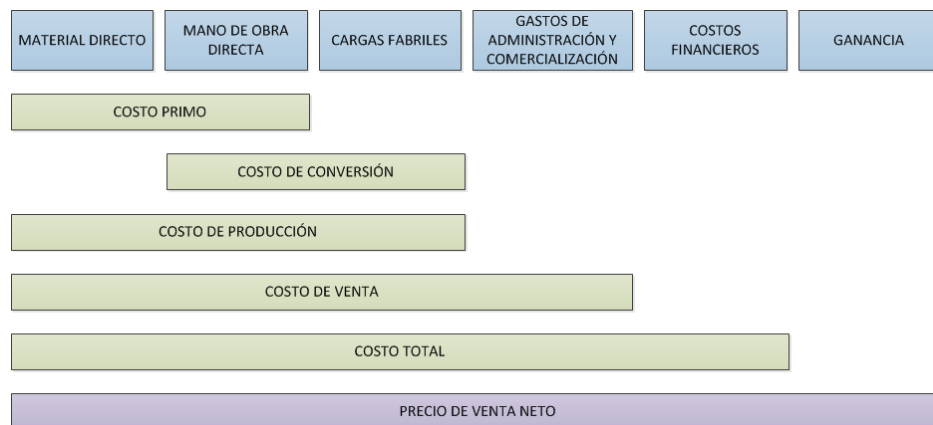 MATERIAL DIRECTO
MANO DE OBRA
DIRECTA
CARGAS FABRILES
GASTOS DE
ADMINISTRACIÓN Y
COMERCIALIZACIÓN
COSTOS
FINANCIEROS
GANANCIA
COSTO PRIMO
COSTO DE CONVERSIÓN
COSTO DE PRODUCCIÓN
COSTO DE VENTA
COSTO TOTAL
PRECIO DE VENTA NETO